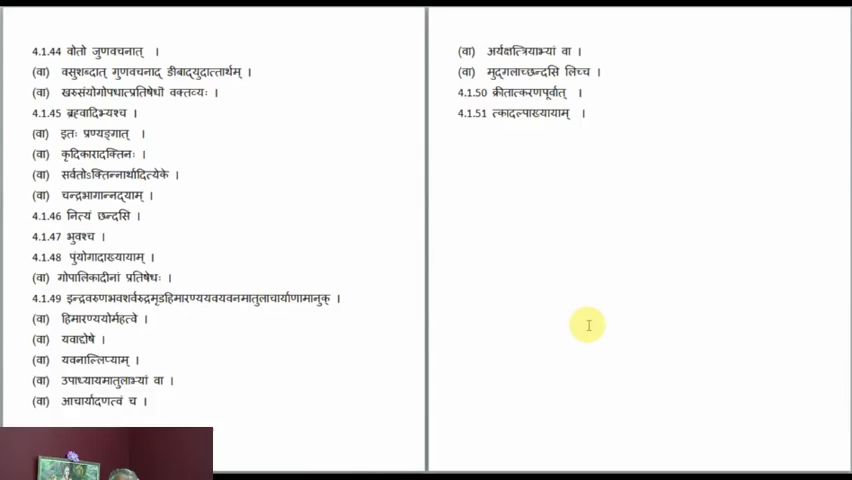 4.1.44 वोतो जुणवचनात् ।
(वा) वसुशब्दात् गुणवचनाद् डीबाद्युदात्तार्थम् ।
(वा) खरुसंयोगोपधात्प्रतिषेधो वक्तव्यः ।
4.1.45 ब्रह्वादिभ्यश्च ।
(वा) इतः प्रण्यङ्गात् ।
(वा) कृदिकारादक्तिनः ।
(वा) सर्वतोऽक्तिन्नार्थादित्येके ।
(वा) चन्द्रभागान्नद्याम् ।
4.1.46 नित्यं छन्दसि ।
4.1.47 भुवश्च ।
4.1.48 पुंयोगादाख्यायाम् ।
(वा) गोपालिकादीनां प्रतिषेधः ।
4.1.49 इन्द्रवरुणभवशर्वरुद्रमृडहिमारण्ययवयवनमातुलाचार्याणामानुक् ।
(वा) हिमारण्ययोर्महत्वे ।
(वा) यवाद्दोषे ।
(वा) यवनाल्लिप्याम् ।
(वा) उपाध्यायमातुलाभ्यां वा ।
(वा) आचार्यादणत्वं च ।
(वा) अर्यक्षत्त्रियाभ्यां वा ।
(वा) मुद्गलाच्छन्दसि लिच्च ।
4.1.50 क्रीतात्करणपूर्वात् ।
4.1.51 त्कादल्पाख्यायाम् ।